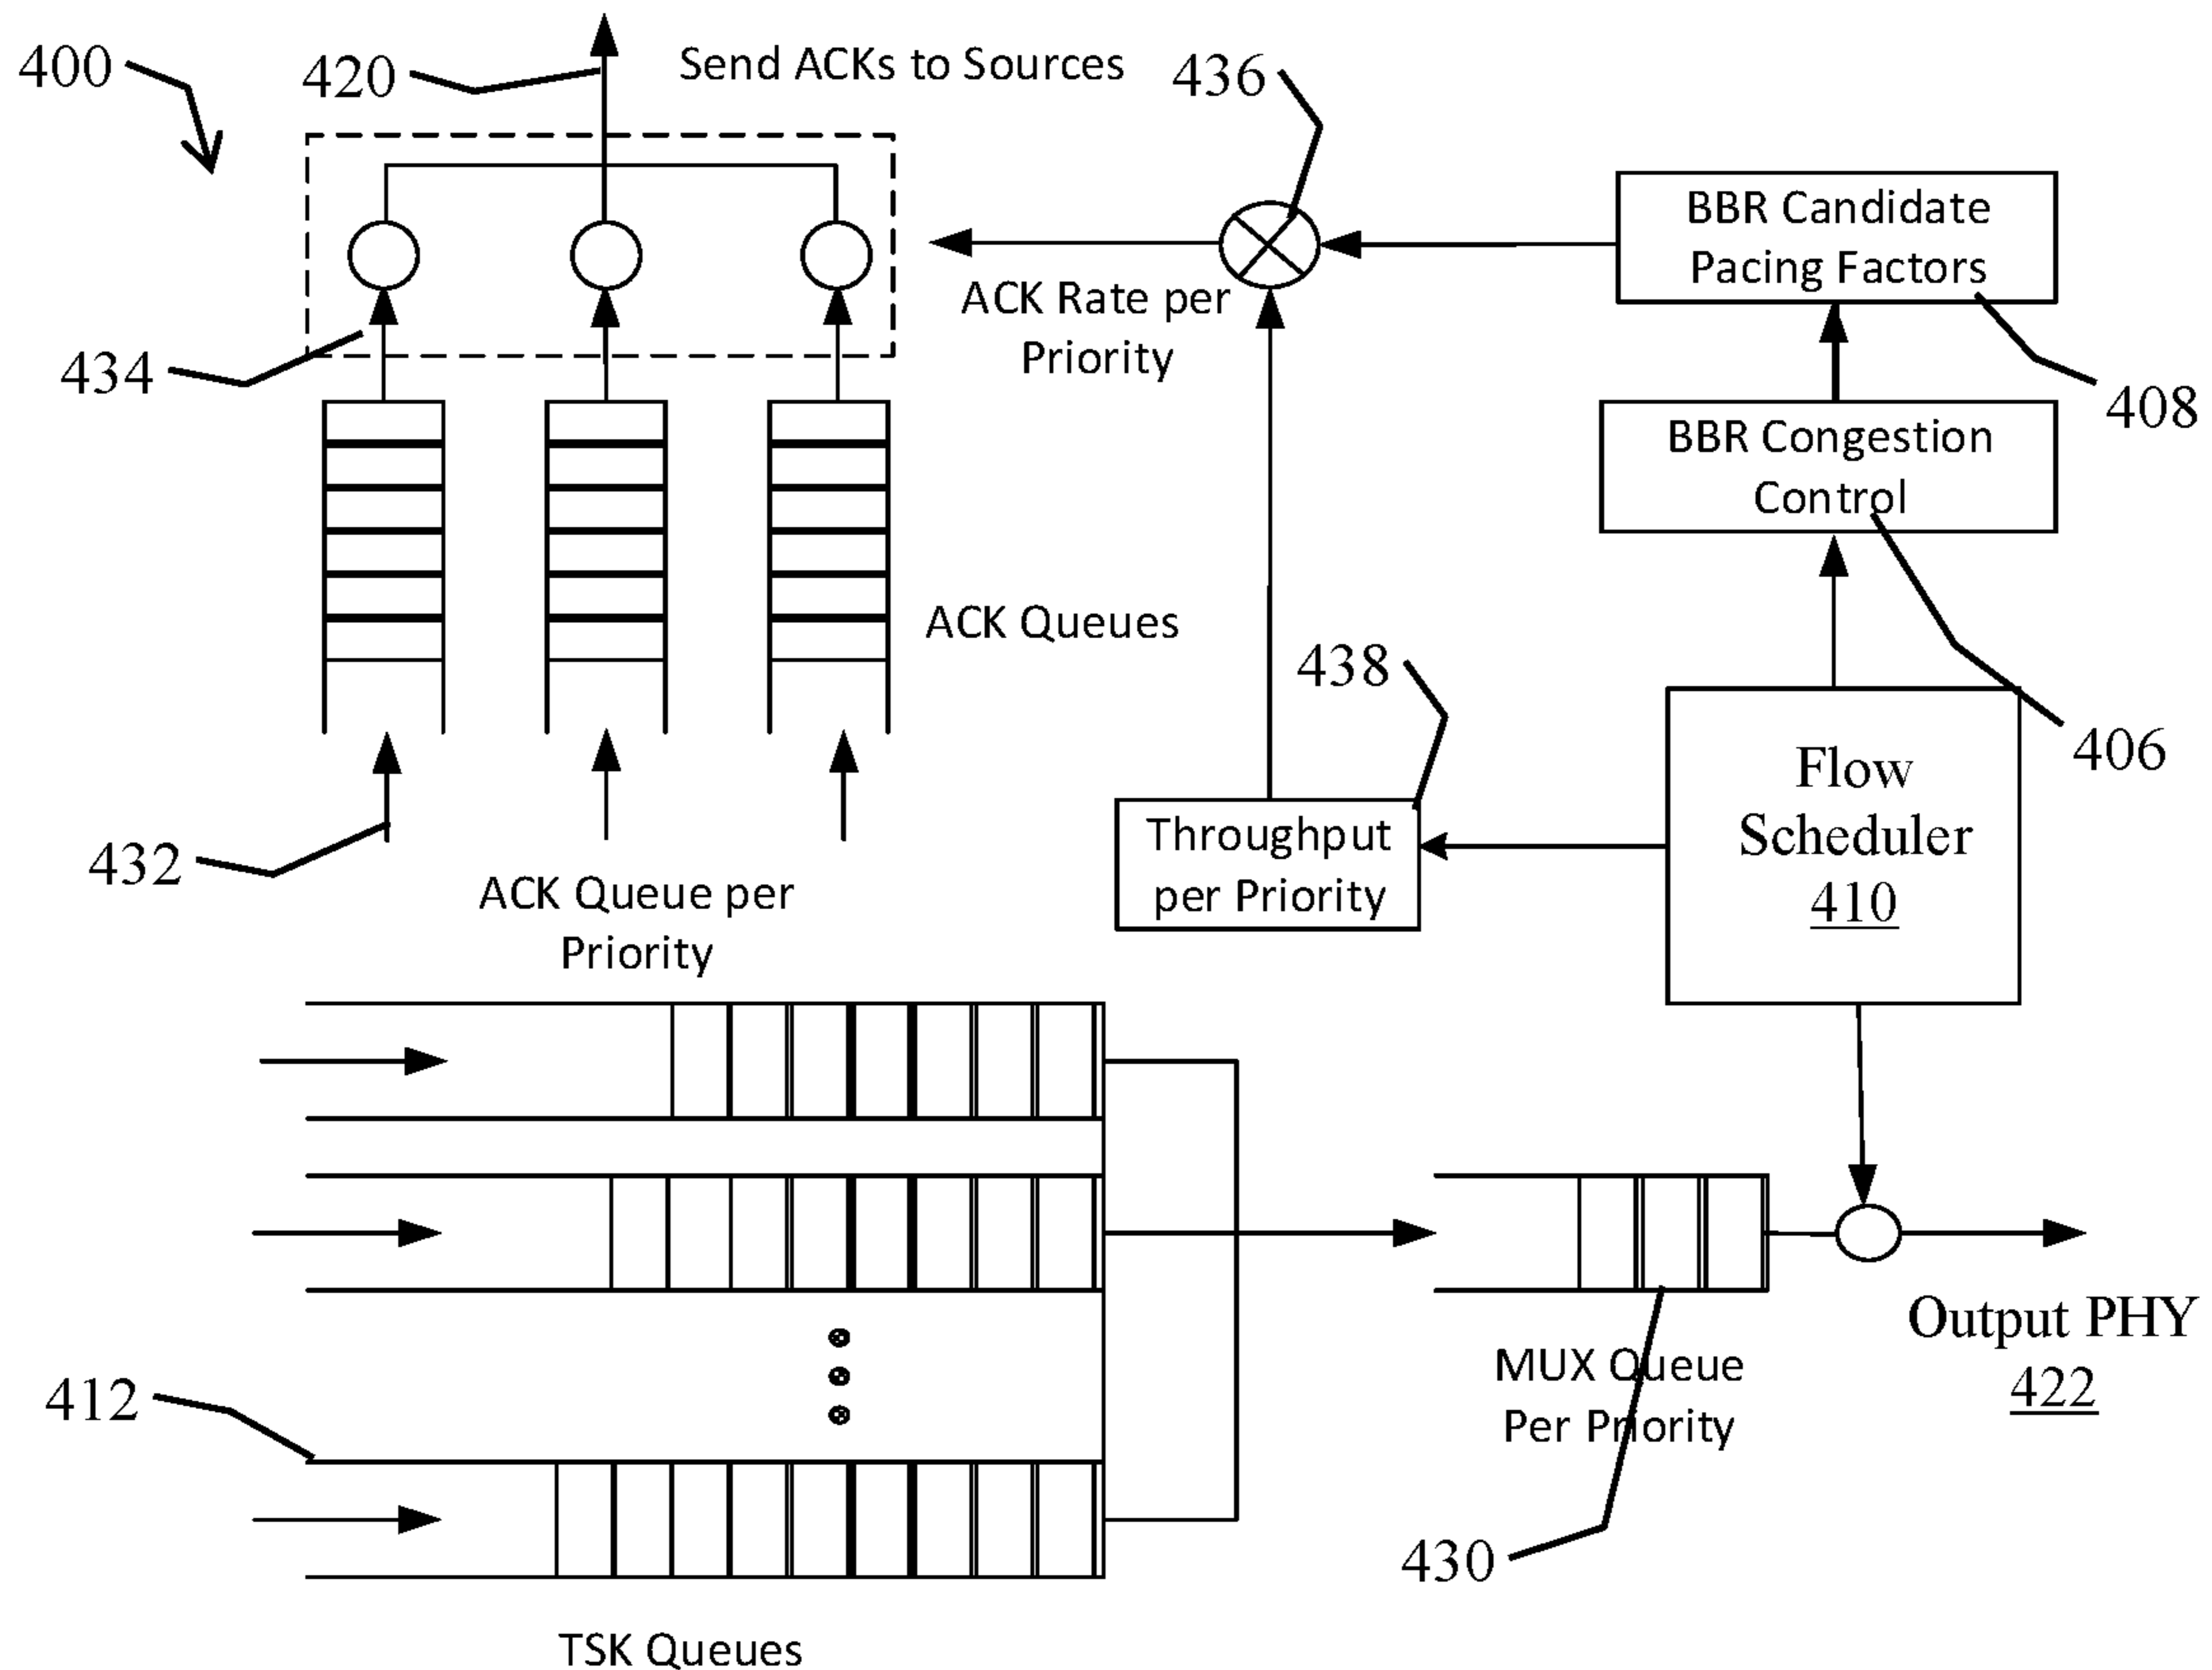 400
420
Send ACKs to Sources
436
BBR Candidate
Pacing Factors
ACK Rate per
Priority
434
408
BBR Congestion
Control
ACK Queues
438
406
Flow
Scheduler
410
Throughput
per Priority
432
ACK Queue per
Priority
Output PHY
422
MUX Queue
Per Priority
412
430
TSK Queues